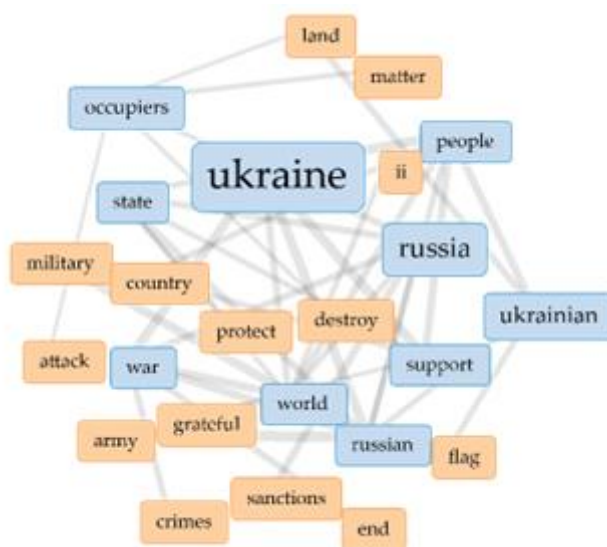 land
matter
occupiers
people
ukraine
ii
state
russia
military
country
ukrainian
protect
destroy
attack
war
support
world
grateful
army
russian
flag
sanctions
crimes
end